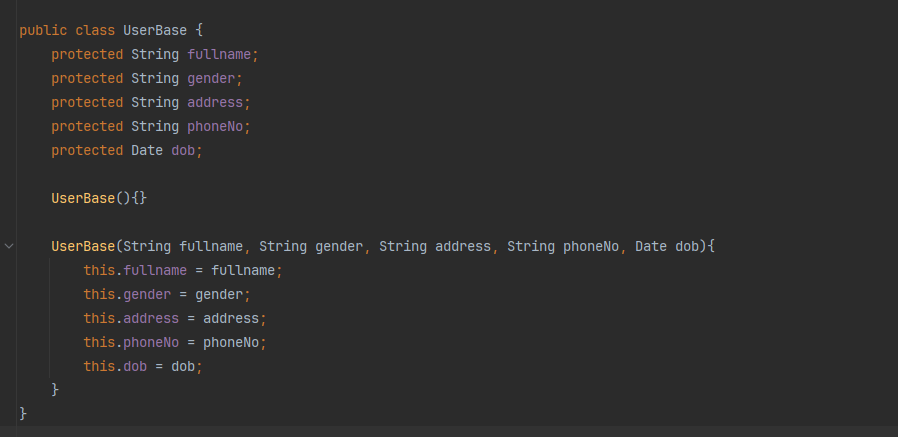 public class UserBase {
    protected String fullname;
    protected String gender;
    protected String address;
    protected String phoneNo;
    protected Date dob;
    UserBase(){}
    UserBase(String fullname, String gender, String address, String phoneNo, Date dob){
        this.fullname = fullname;
        this.gender = gender;
        this.address = address;
        this.phoneNo = phoneNo;
        this.dob = dob;
    }
}